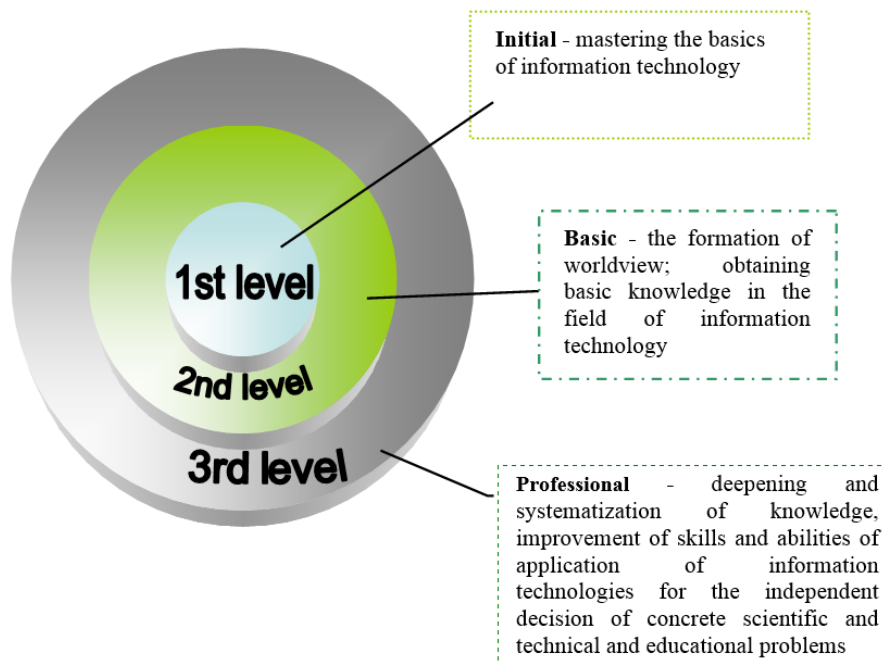 Initial - mastering the basics
of information technology
1st level
Basic - the formation of
worldview; obtaining
basic knowledge in the
field of information
technology
2nd level
3rd level
Professional - deepening and
systematization of knowledge,
improvement of skills and abilities of
application of information
technologies for the independent
decision of concrete scientific and
technical and educational problems